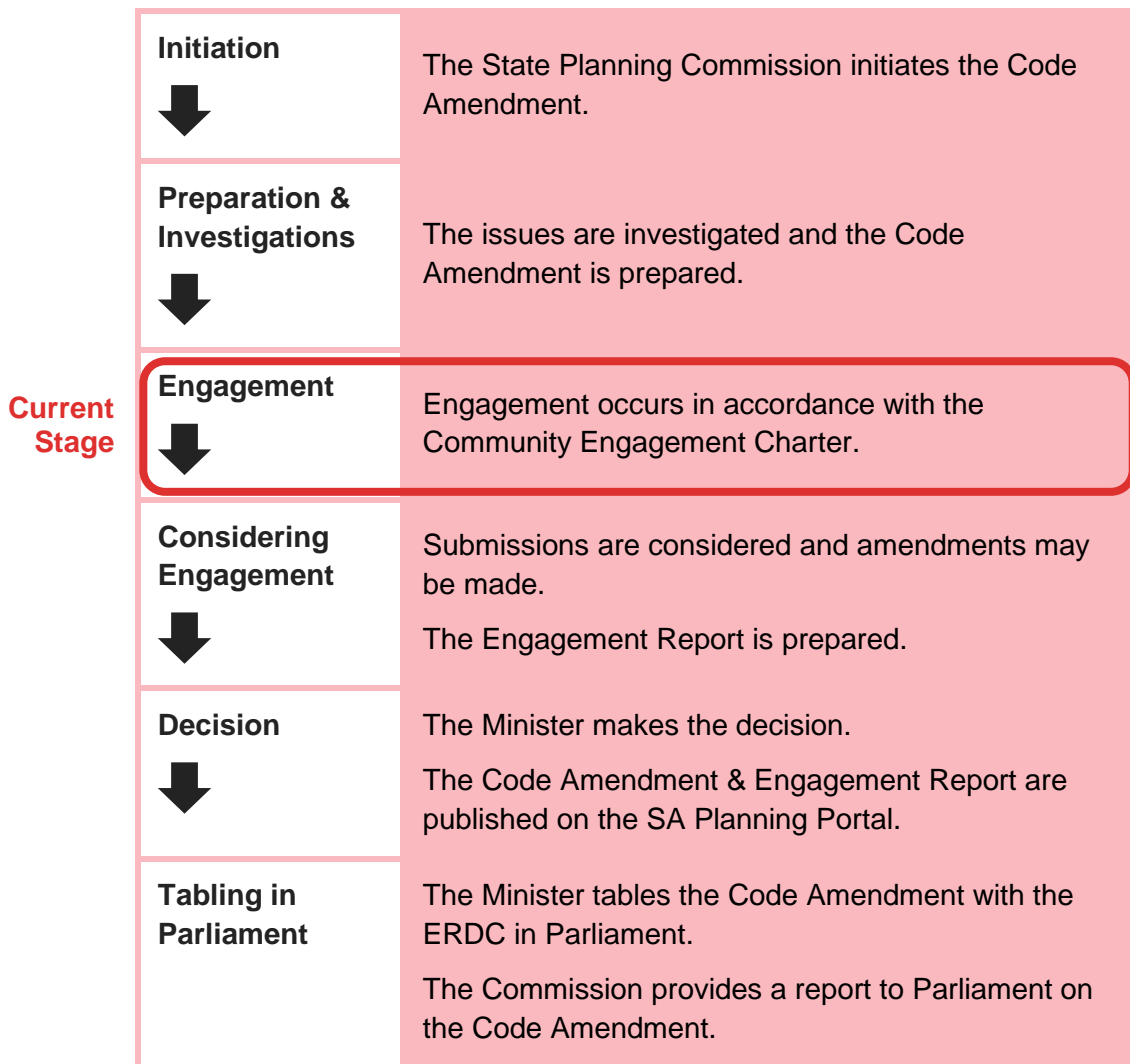 Initiation
The State Planning Commission initiates the Code
Amendment.
Preparation &
Investigations
The issues are investigated and the Code
Amendment is prepared.
Current
Stage
Engagement
Engagement occurs in accordance with the
Community Engagement Charter.
Considering
Engagement
Submissions are considered and amendments may
be made.
The Engagement Report is prepared.
Decision
The Minister makes the decision.
The Code Amendment & Engagement Report are
published on the SA Planning Portal.
Tabling in
Parliament
The Minister tables the Code Amendment with the
ERDC in Parliament.
The Commission provides a report to Parliament on
the Code Amendment.